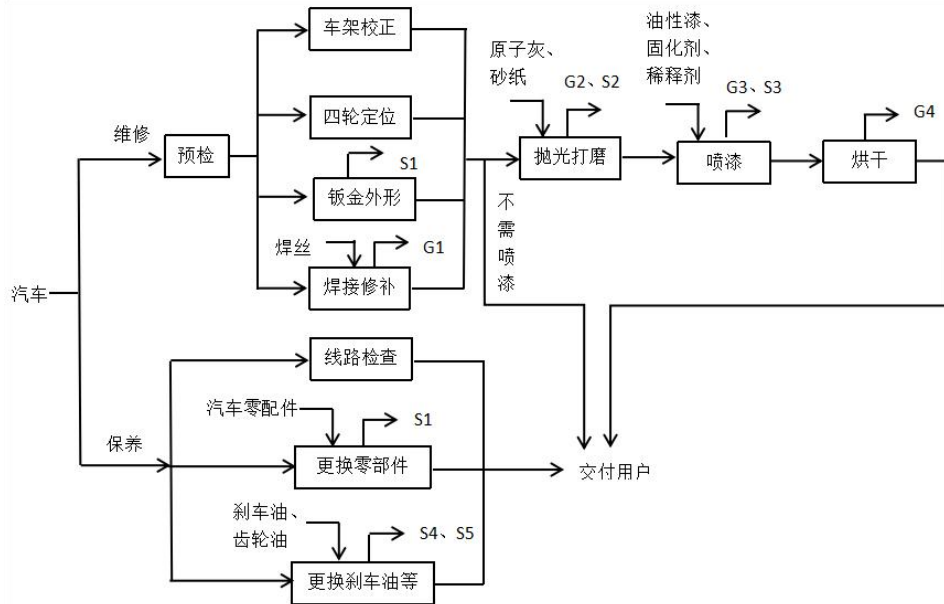 车架校正
四轮定位
S1
钣金外形
焊丝
G1
焊接修补
维修
预检
汽车
原子灰、
砂纸
G2、S2
抛光打磨
油性漆、
固化剂、
稀释剂
G3、S3
喷漆
G4
烘干
不
需
喷
漆
线路检查
汽车零配件
S1
更换零部件
保养
刹车油、
齿轮油
S4、S5
更换刹车油等
交付用户